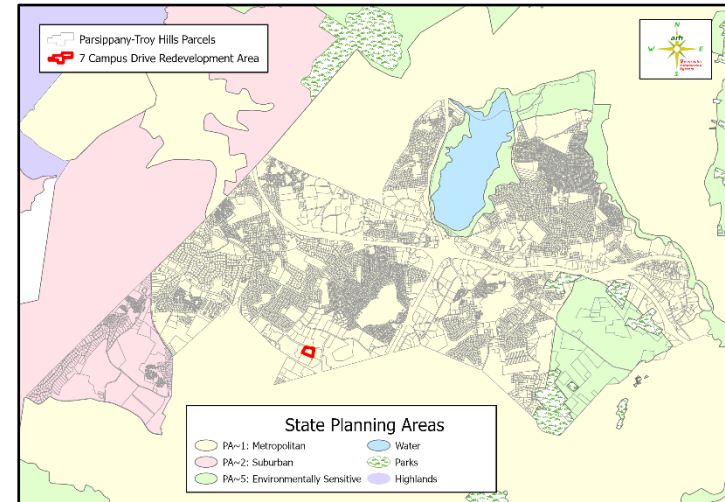 Parsippany-Troy Hills Parcels
7 Campus Drive Redevelopment Area
N
arh
W
E
S
State Planning Areas
PA~1: Metropolitan
Water
PA~2: Suburban
Parks
PA~5: Environmentally Sensitive
Highlands